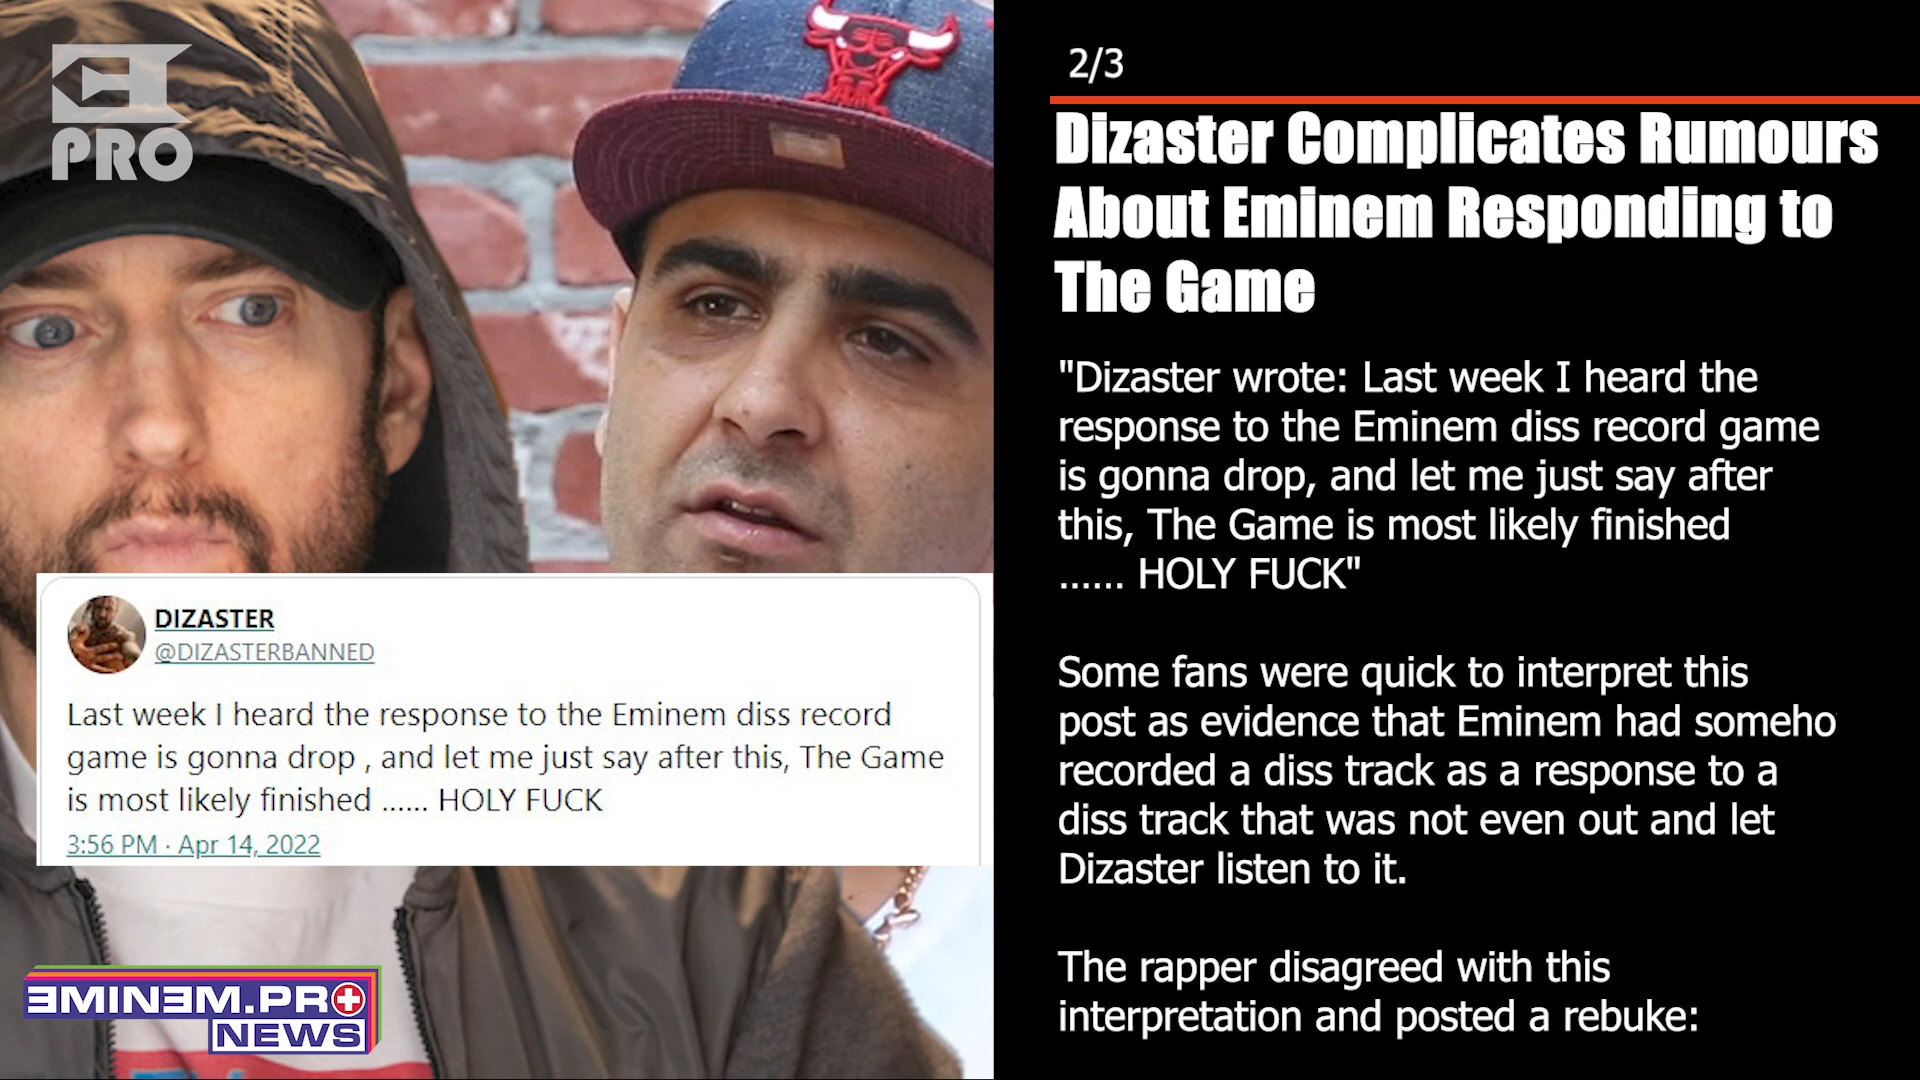 PRO
DIZASTER
@DIZASTERBANNED
Last week I heard the response to the Eminem diss record
game is gonna drop , and let me just say after this, The Game
is most likely finished ...... HOLY FUCK
3:56 PM · Apr 14, 2022
ƎMINƎM.PRO
NEWS
2/3
Dizaster Complicates Rumours
About Eminem Responding to
The Game
"Dizaster wrote: Last week I heard the
response to the Eminem diss record game
is gonna drop, and let me just say after
this, The Game is most likely finished
...... HOLY FUCK"
Some fans were quick to interpret this
post as evidence that Eminem had someho
recorded a diss track as a response to a
diss track that was not even out and let
Dizaster listen to it.
The rapper disagreed with this
interpretation and posted a rebuke: